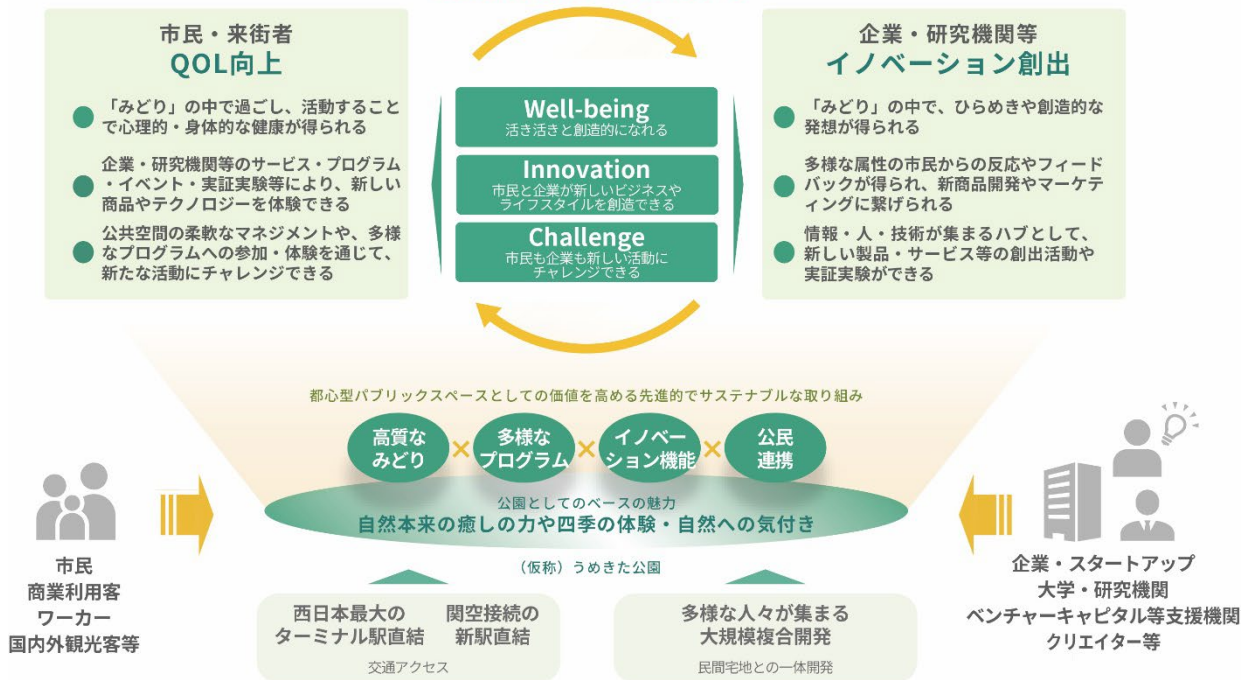 市民・来街者
QOL向上
「みどり」の中で過ごし、活動すること
で心理的・身体的な健康が得られる
企業・研究機関等のサービス・プログラム
・イベント・実証実験等により、新しい
商品やテクノロジーを体験できる
公共空間の柔軟なマネジメントや、多様
なプログラムへの参加・体験を通じて、
新たな活動にチャレンジできる
Well-being
活き活きと創造的になれる
Innovation
市民と企業が新しいビジネスや
ライフスタイルを創造できる
Challenge
市民も企業も新しい活動に
チャレンジできる
企業・研究機関等
イノベーション創出
「みどり」の中で、ひらめきや創造的な
発想が得られる
多様な属性の市民からの反応やフィード
バックが得られ、新商品開発やマーケテ
ィングに繋げられる
情報・人・技術が集まるハブとして、
新しい製品・サービス等の創出活動や
実証実験ができる
都心型パブリックスペースとしての価値を高める先進的でサステナブルな取り組み
高質な
みどり
×
多様な
プログラム
×
イノベー
ション機能
×
公民
連携
公園としてのベースの魅力
自然本来の癒しの力や四季の体験・自然への気付き
（仮称）うめきた公園
市民
商業利用客
ワーカー
国内外観光客等
西日本最大の
ターミナル駅直結
関空接続の
新駅直結
交通アクセス
多様な人々が集まる
大規模複合開発
民間宅地との一体開発
企業・スタートアップ
大学・研究機関
ベンチャーキャピタル等支援機関
クリエイター等